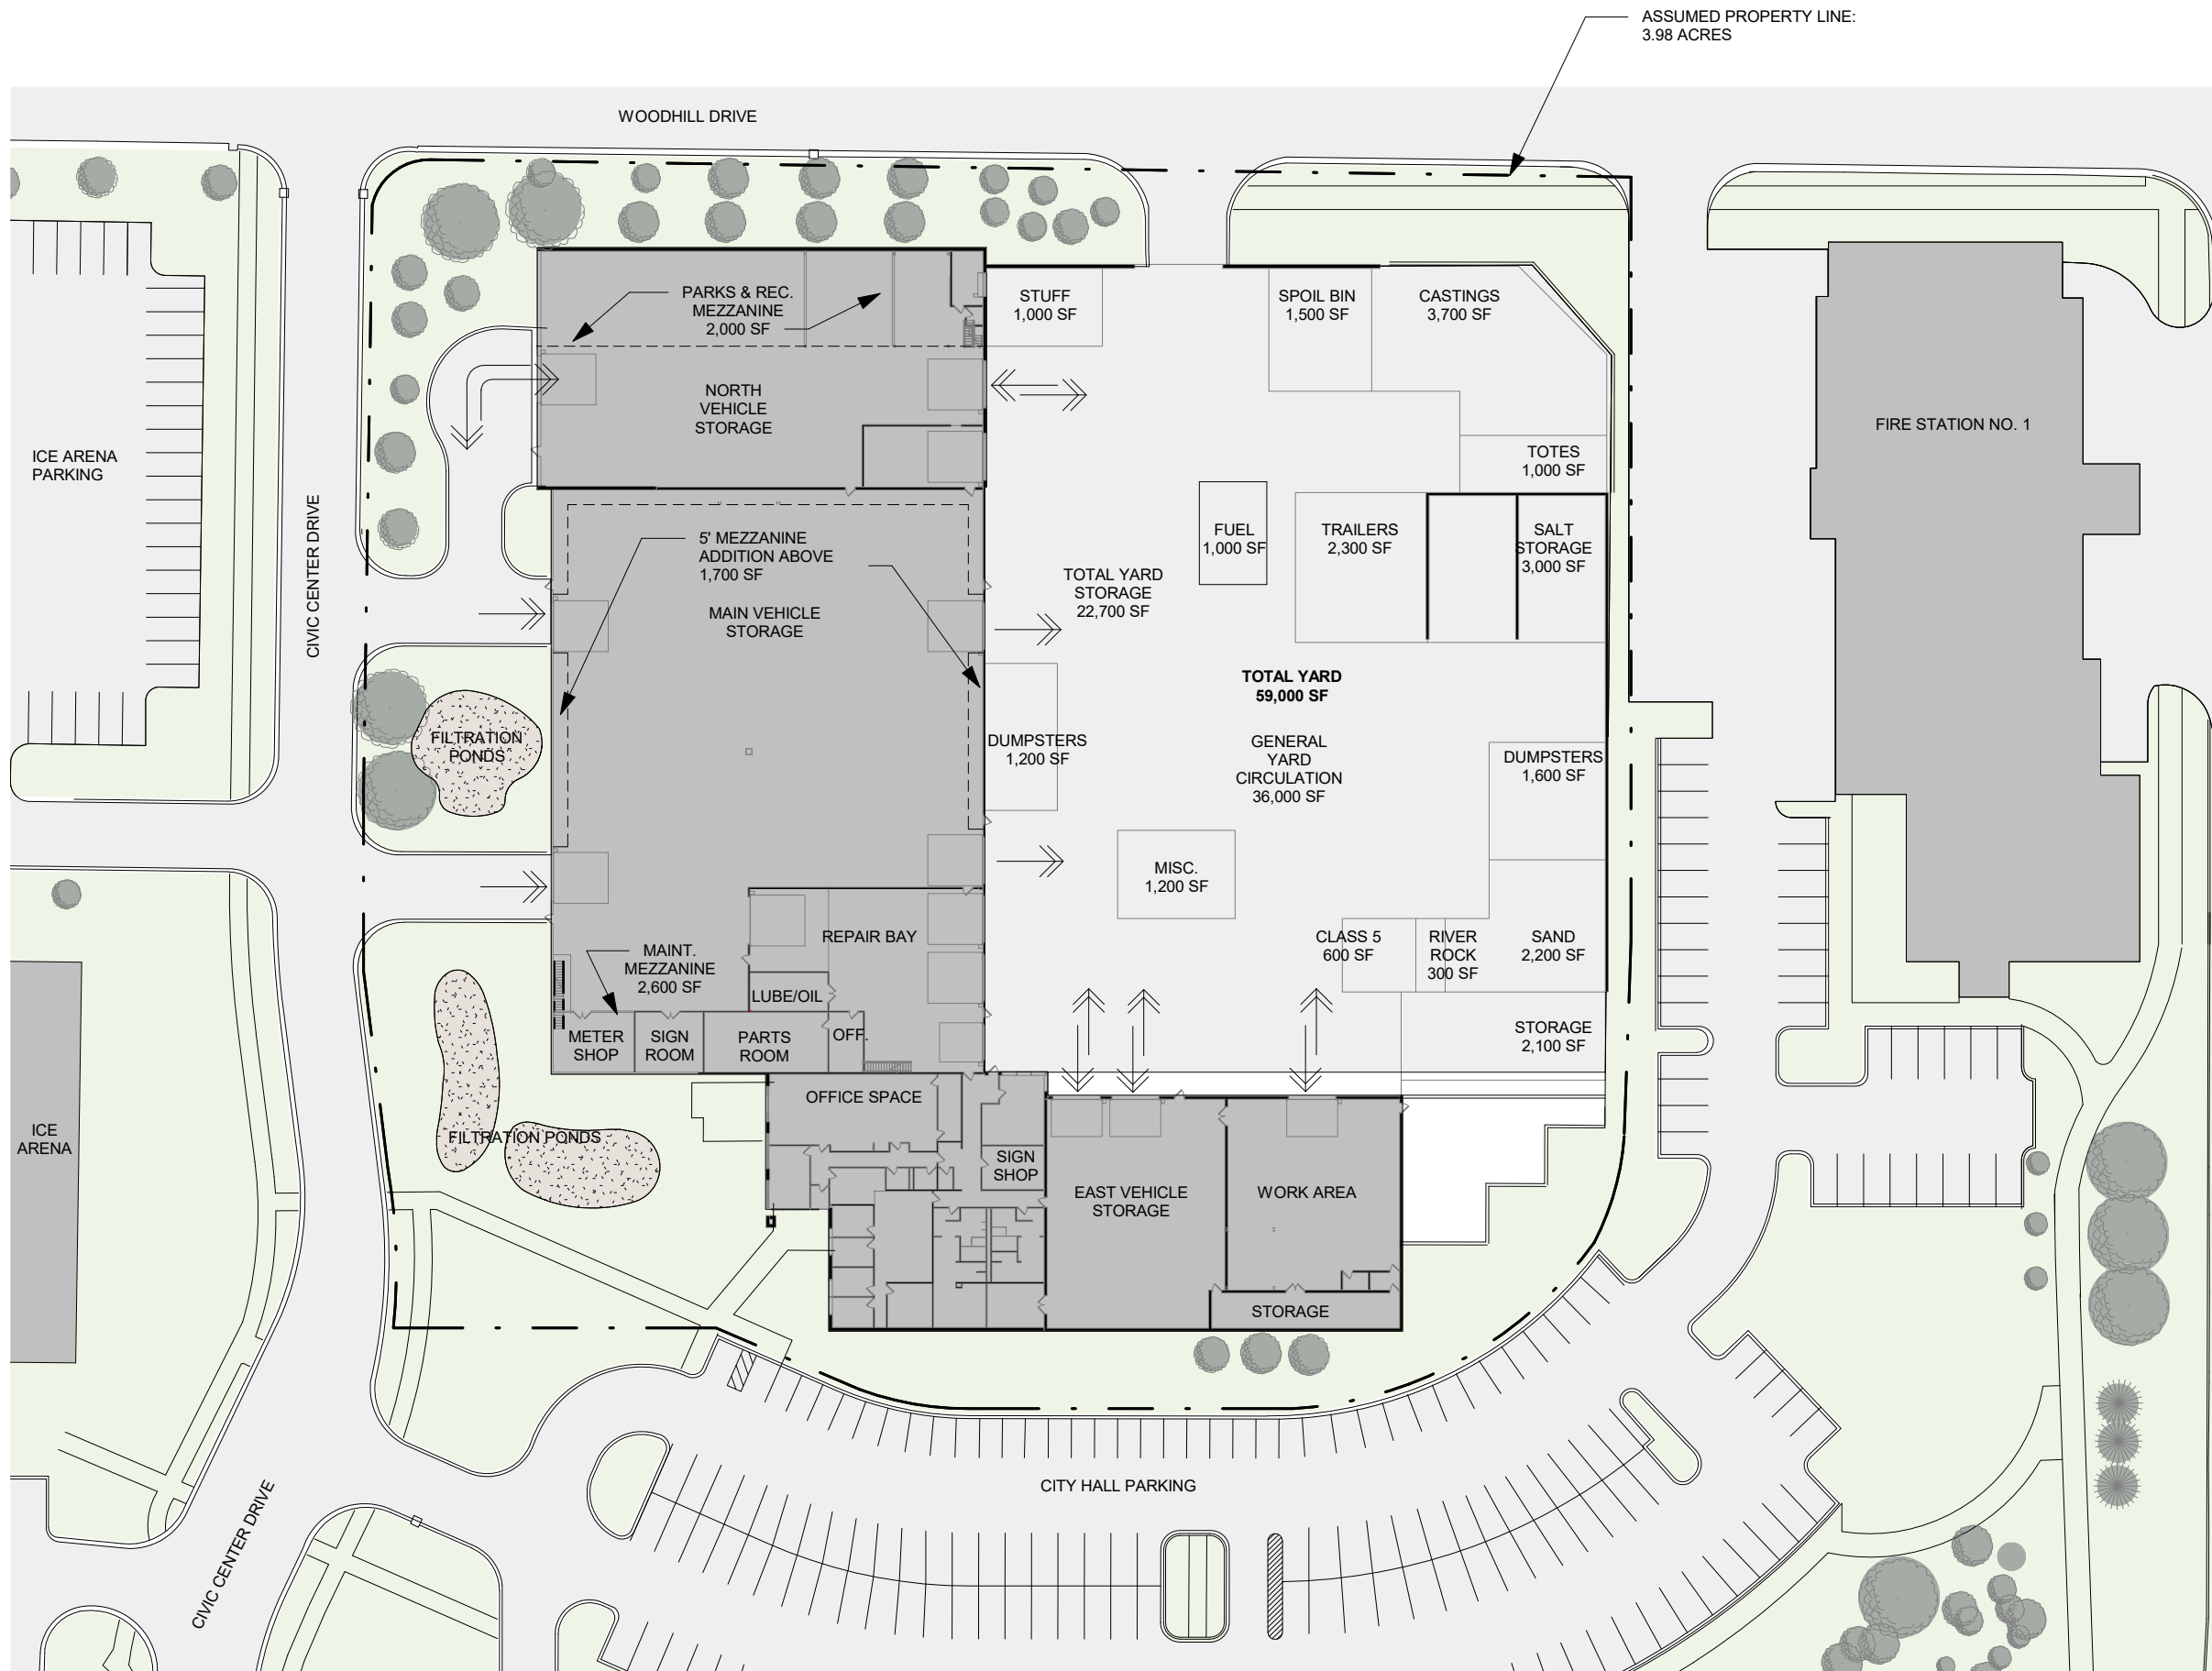 ASSUMED PROPERTY LINE:
3.98 ACRES
WOODHILL DRIVE
PARKS & REC.
MEZZANINE
2,000 SF
STUFF
1,000 SF
SPOIL BIN
1,500 SF
CASTINGS
3,700 SF
NORTH
VEHICLE
STORAGE
FIRE STATION NO. 1
ICE ARENA
PARKING
TOTES
1,000 SF
CIVIC CENTER DRIVE
5' MEZZANINE
ADDITION ABOVE
1,700 SF
FUEL
1,000 SF
TRAILERS
2,300 SF
SALT
STORAGE
3,000 SF
TOTAL YARD
STORAGE
22,700 SF
MAIN VEHICLE
STORAGE
TOTAL YARD
59,000 SF
FILTRATION
PONDS
DUMPSTERS
1,200 SF
GENERAL
YARD
CIRCULATION
36,000 SF
DUMPSTERS
1,600 SF
MISC.
1,200 SF
REPAIR BAY
MAINT.
MEZZANINE
2,600 SF
CLASS 5
600 SF
RIVER
ROCK
300 SF
SAND
2,200 SF
LUBE/OIL
METER
SHOP
SIGN
ROOM
PARTS
ROOM
OFF.
STORAGE
2,100 SF
OFFICE SPACE
ICE
ARENA
FILTRATION PONDS
SIGN
SHOP
EAST VEHICLE
STORAGE
WORK AREA
STORAGE
CITY HALL PARKING
CIVIC CENTER DRIVE